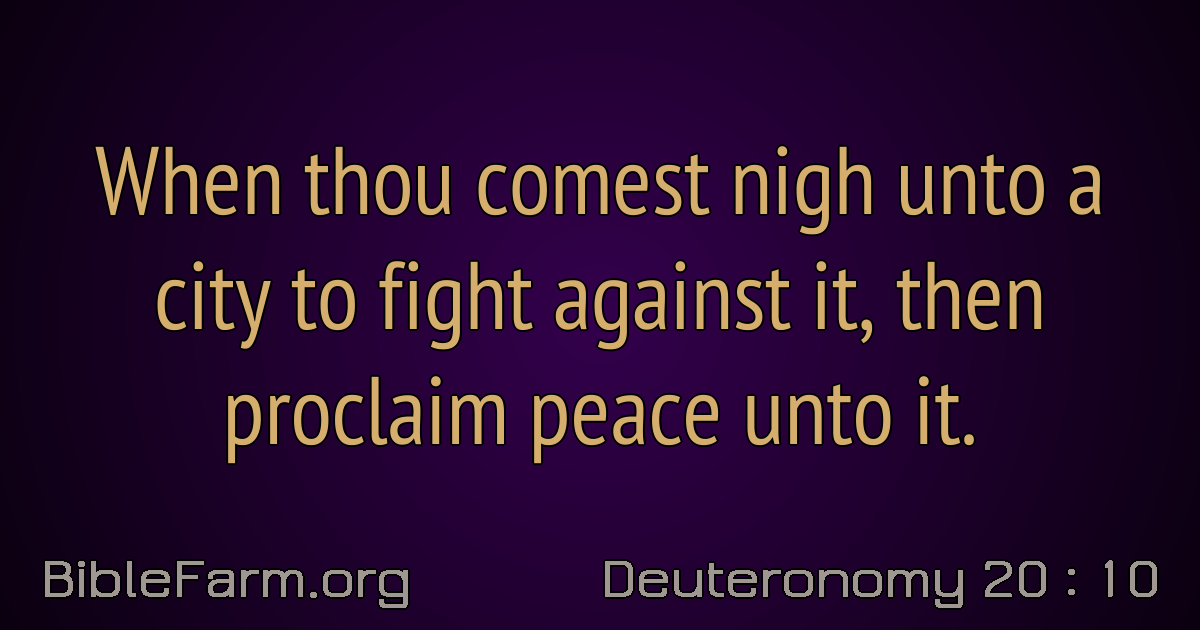 When thou comest nigh unto a
city to fight against it, then
proclaim peace unto it.
BibleFarm.org
Deuteronomy 20 : 10